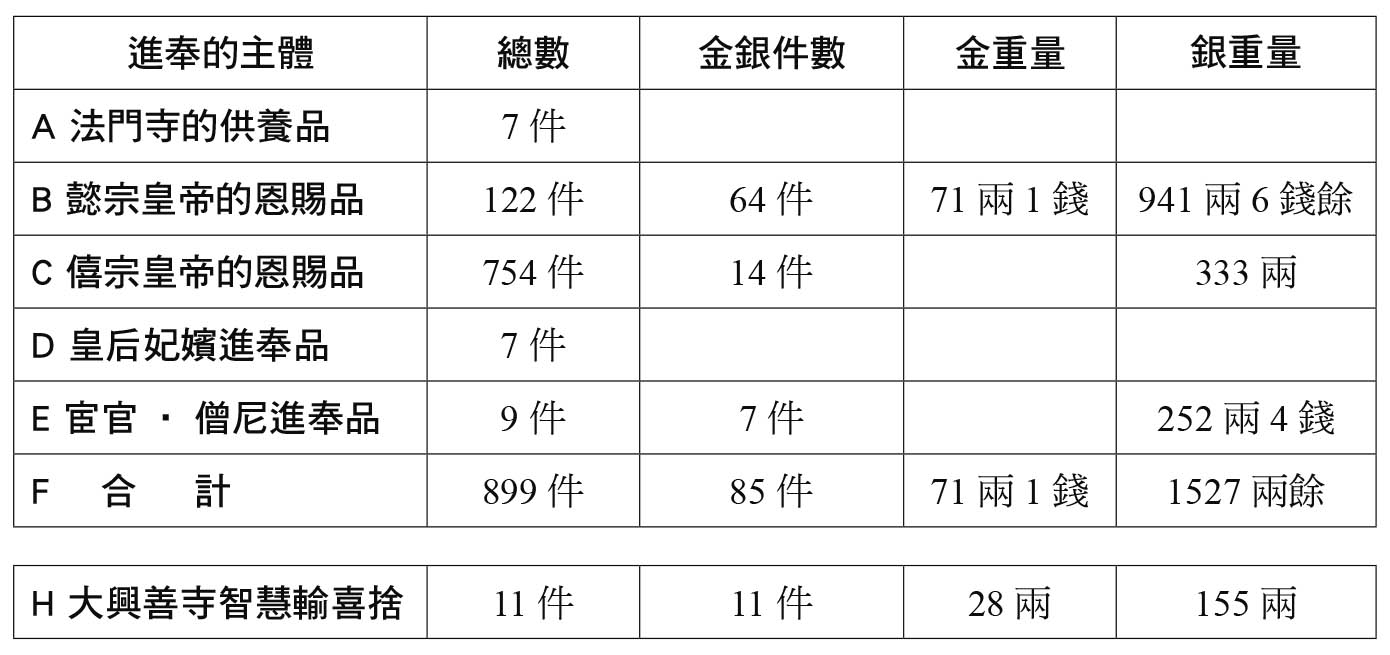 進奉的主體 總數 金銀件數 金重量 銀重量
A 法門寺的供養品 7 件
B 懿宗皇帝的恩賜品 122 件 64 件 71 兩 1 錢 941 兩 6 錢餘
C 僖宗皇帝的恩賜品 754 件 14 件 333 兩
D 皇后妃嬪進奉品 7 件
E 宦官 · 僧尼進奉品 9 件 7 件 252 兩 4 錢
F 合 計 899 件 85 件 71 兩 1 錢 1527 兩餘
H 大興善寺智慧輸喜捨 11 件 11 件 28 兩 155 兩